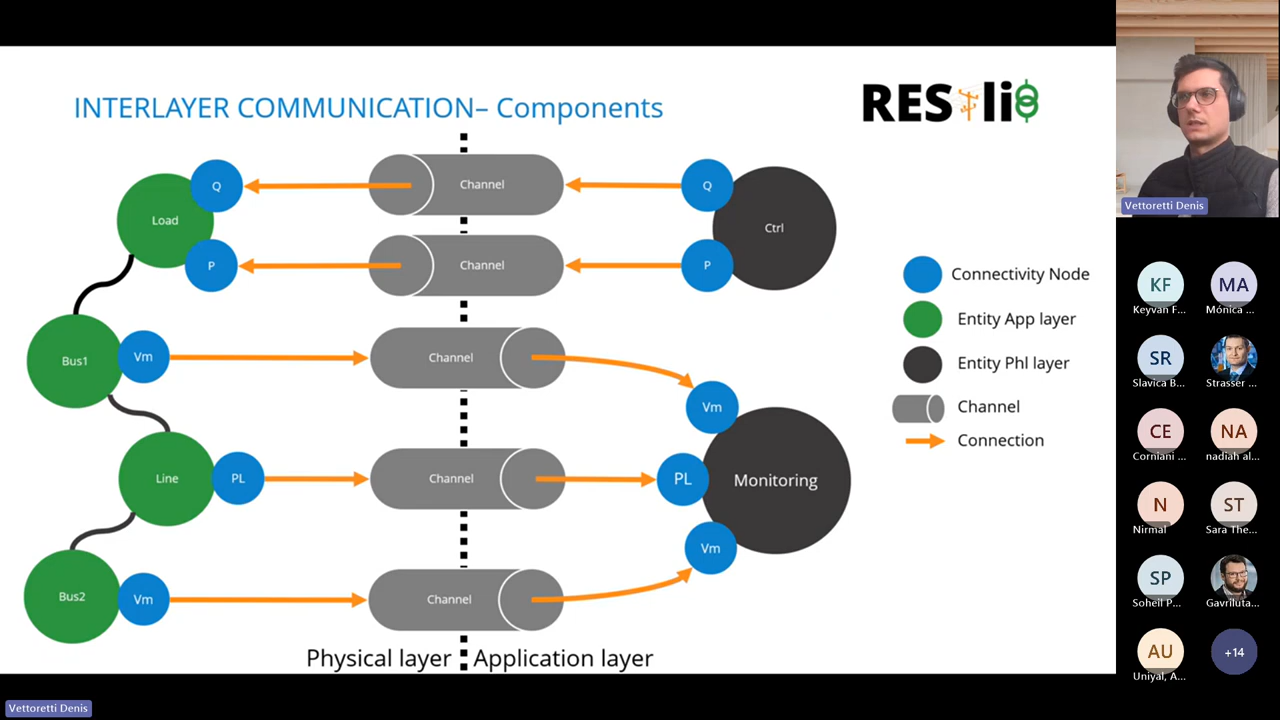 INTERLAYER COMMUNICATION– Components
RES li8
Q
Channel
Q
Load
Ctrl
P
Channel
P
Connectivity Node
Entity App layer
Bus1
Vm
Channel
Entity Phl layer
Vm
Channel
Connection
Line
PL
Channel
PL
Monitoring
Vm
Bus2
Vm
Channel
Physical layer
Application layer
Vettoretti Denis
KF
MA
Keyvan F...
Mónica ...
SR
Slavica B...
Strasser ...
CE
NA
Corniani ...
nadiah al...
N
ST
Nirmal
Sara The...
SP
Soheil P...
Gavriluta...
AU
+14
Uniyal, A...
Vettoretti Denis